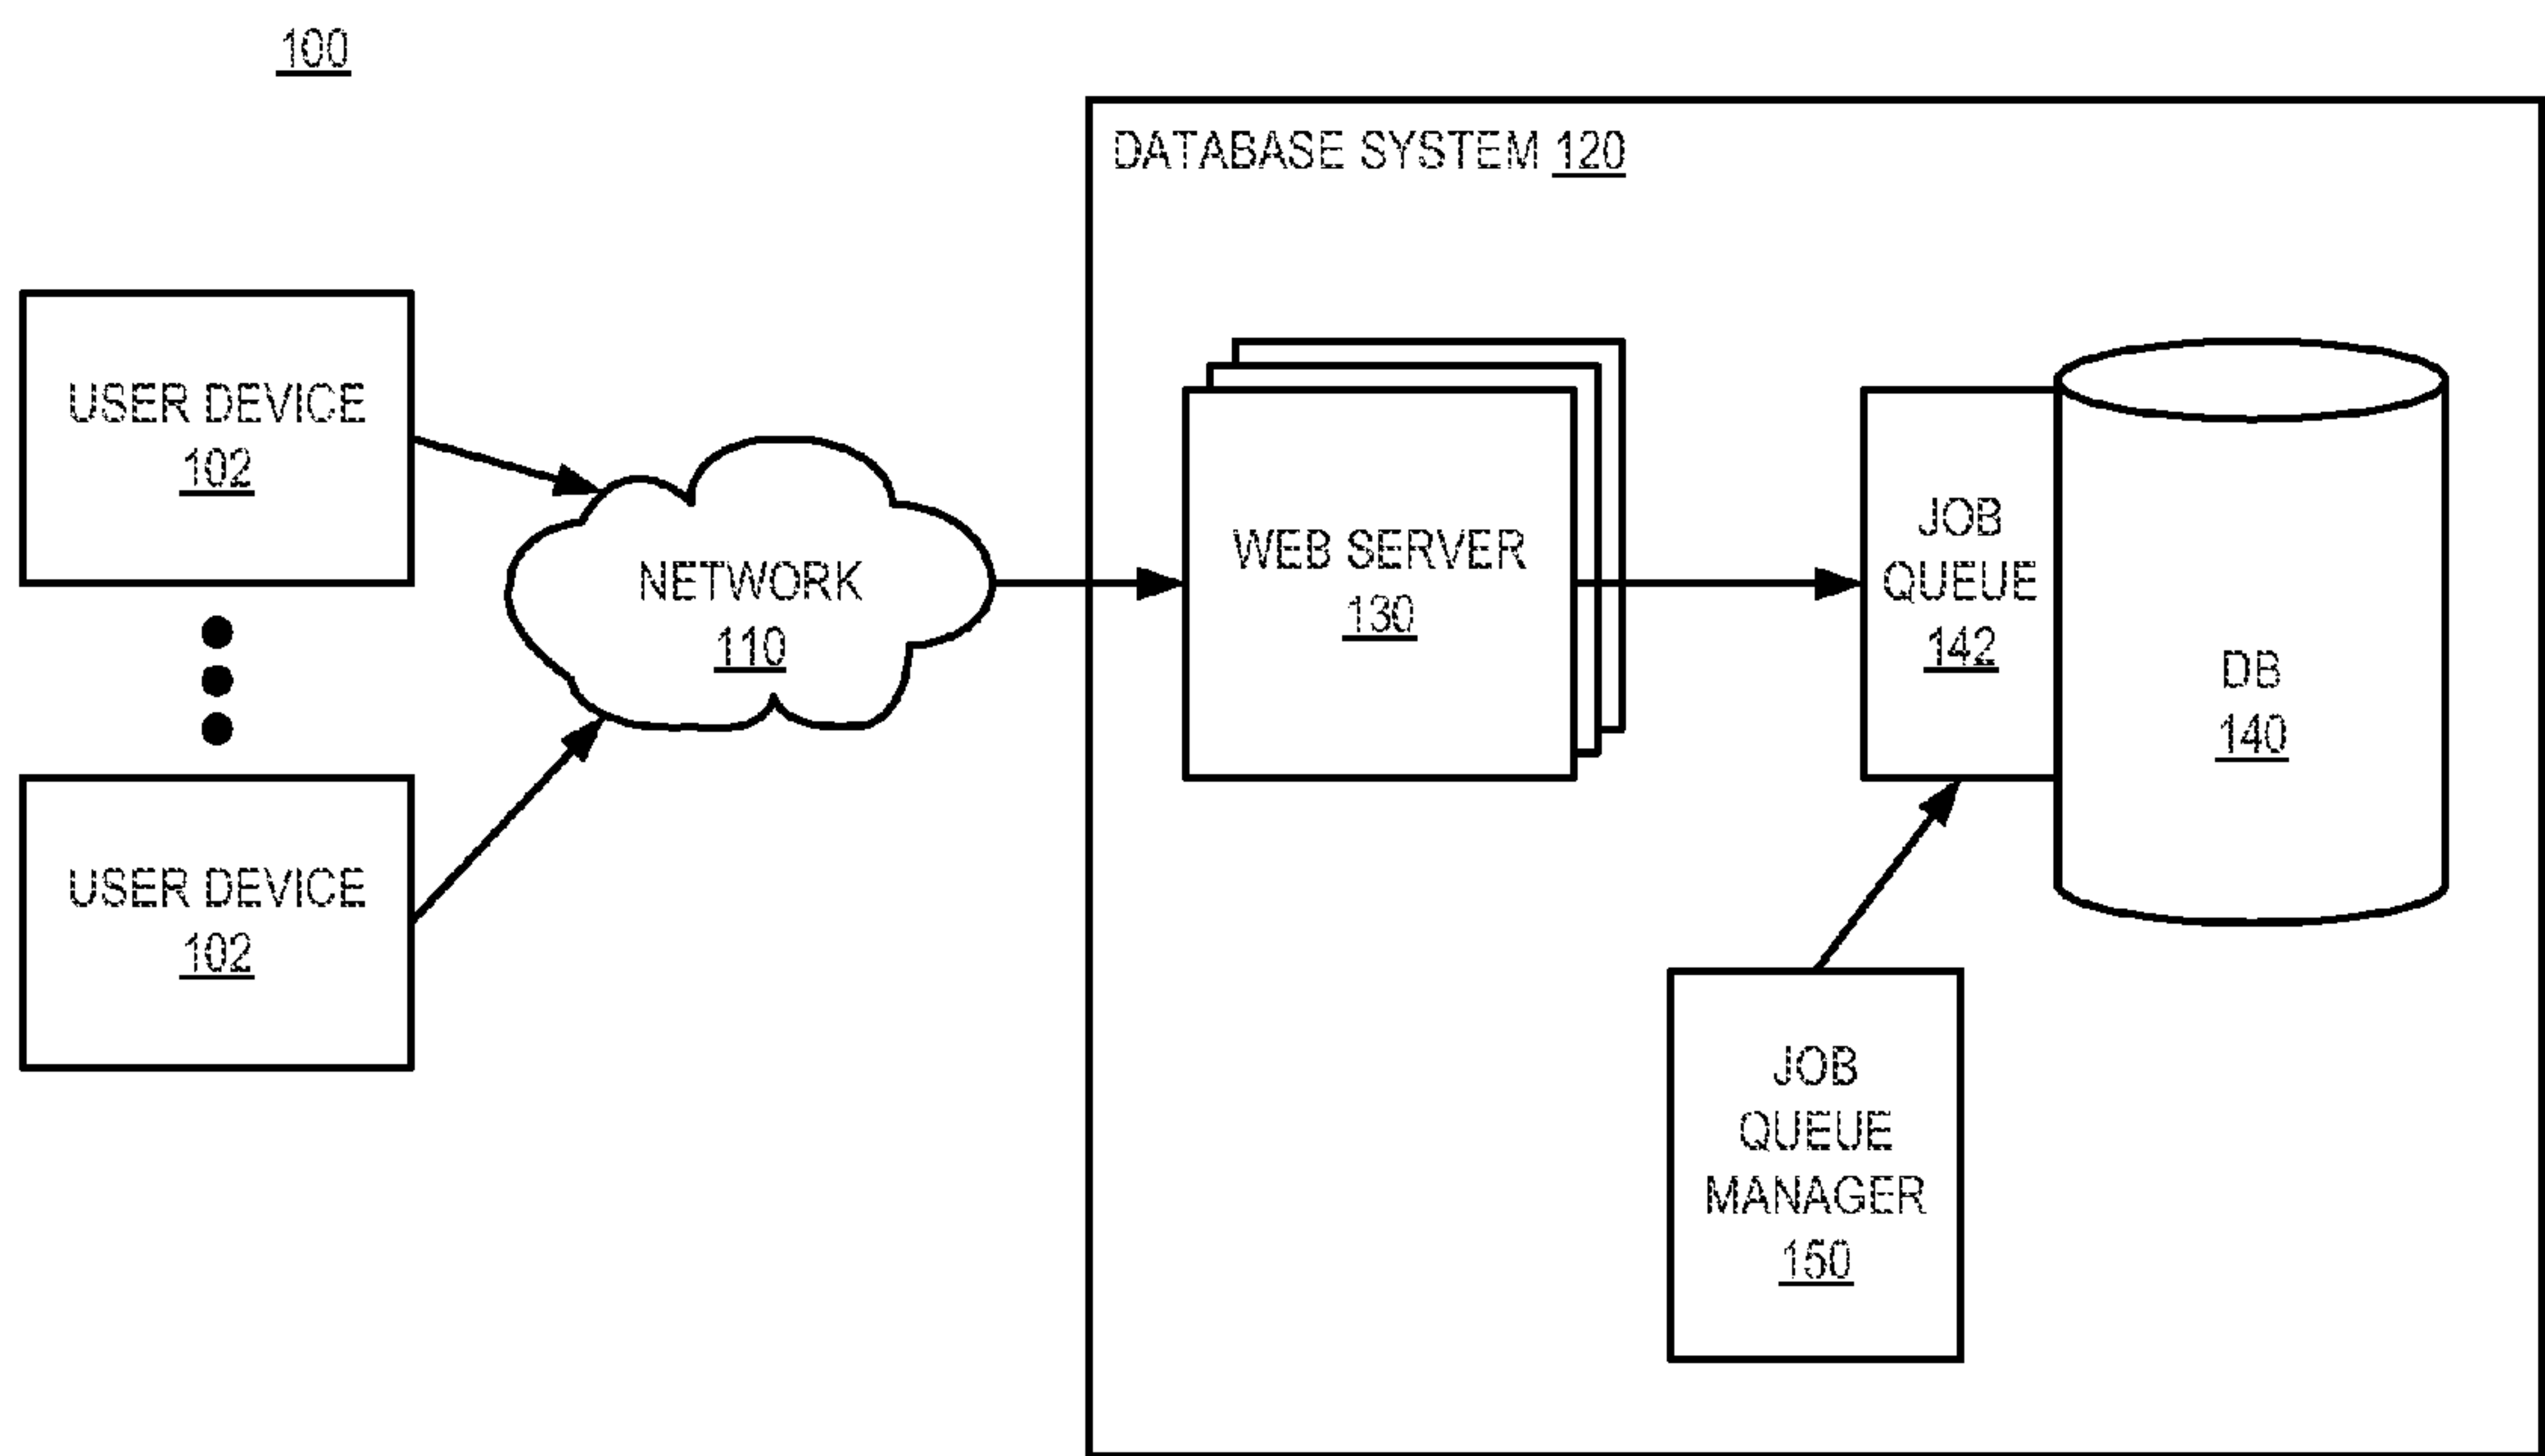 100
DATABASE SYSTEM 120
USER DEVICE
102
NETWORK
110
USER DEVICE
102
WEB SERVER
130
JOB
QUEUE
142
DB
140
JOB
QUEUE
MANAGER
150